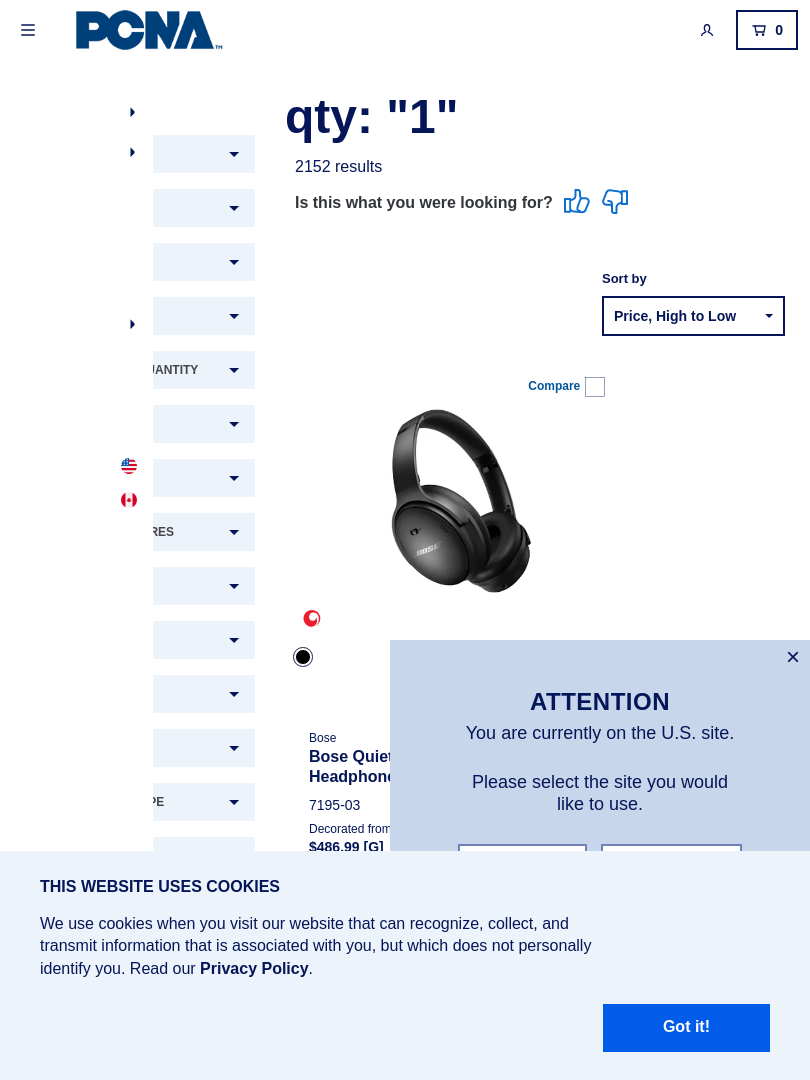 PCNA™
0
qty: "1"
2152 results
Is this what you were looking for?
Sort by
Price, High to Low
UANTITY
Compare
BOSE
RES
ATTENTION
You are currently on the U.S. site.
Please select the site you would
like to use.
Bose
Bose Quiet
Headphone
7195-03
Decorated from
PE
$486.99 [G]
THIS WEBSITE USES COOKIES
We use cookies when you visit our website that can recognize, collect, and
transmit information that is associated with you, but which does not personally
identify you. Read our Privacy Policy.
Got it!